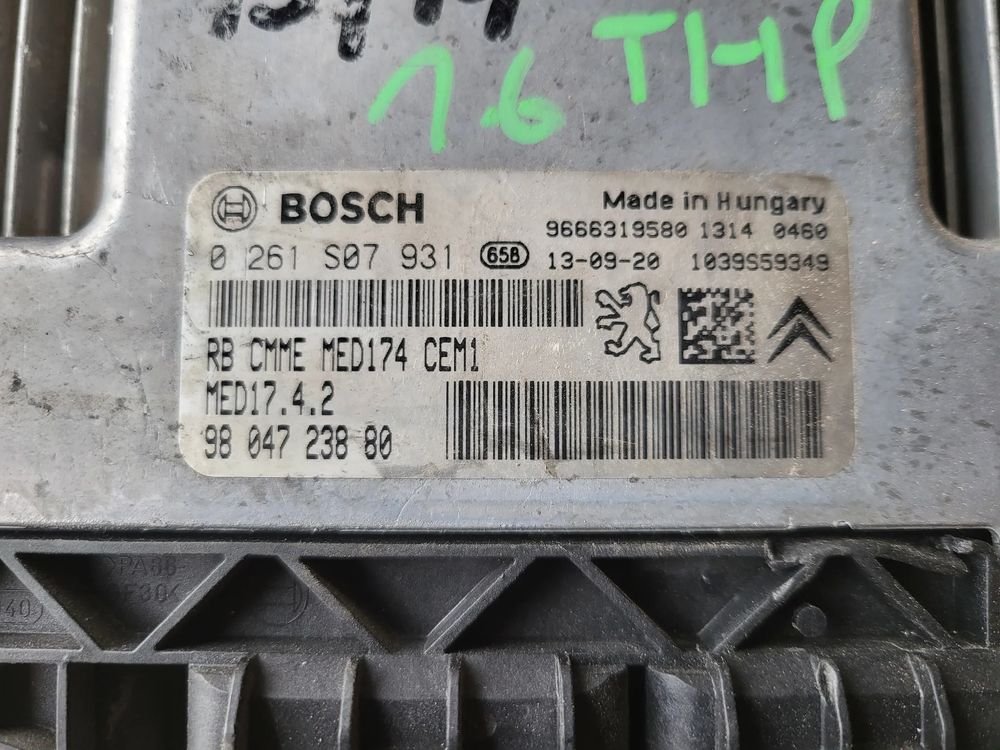 1.6 THP
BOSCH
Made in Hungary
9666319580 1314 0460
0 261 S07 931 65B 13-09-20 1039S59349
RB CMME MED174 CEM1
MED17.4.2
98 047 238 80